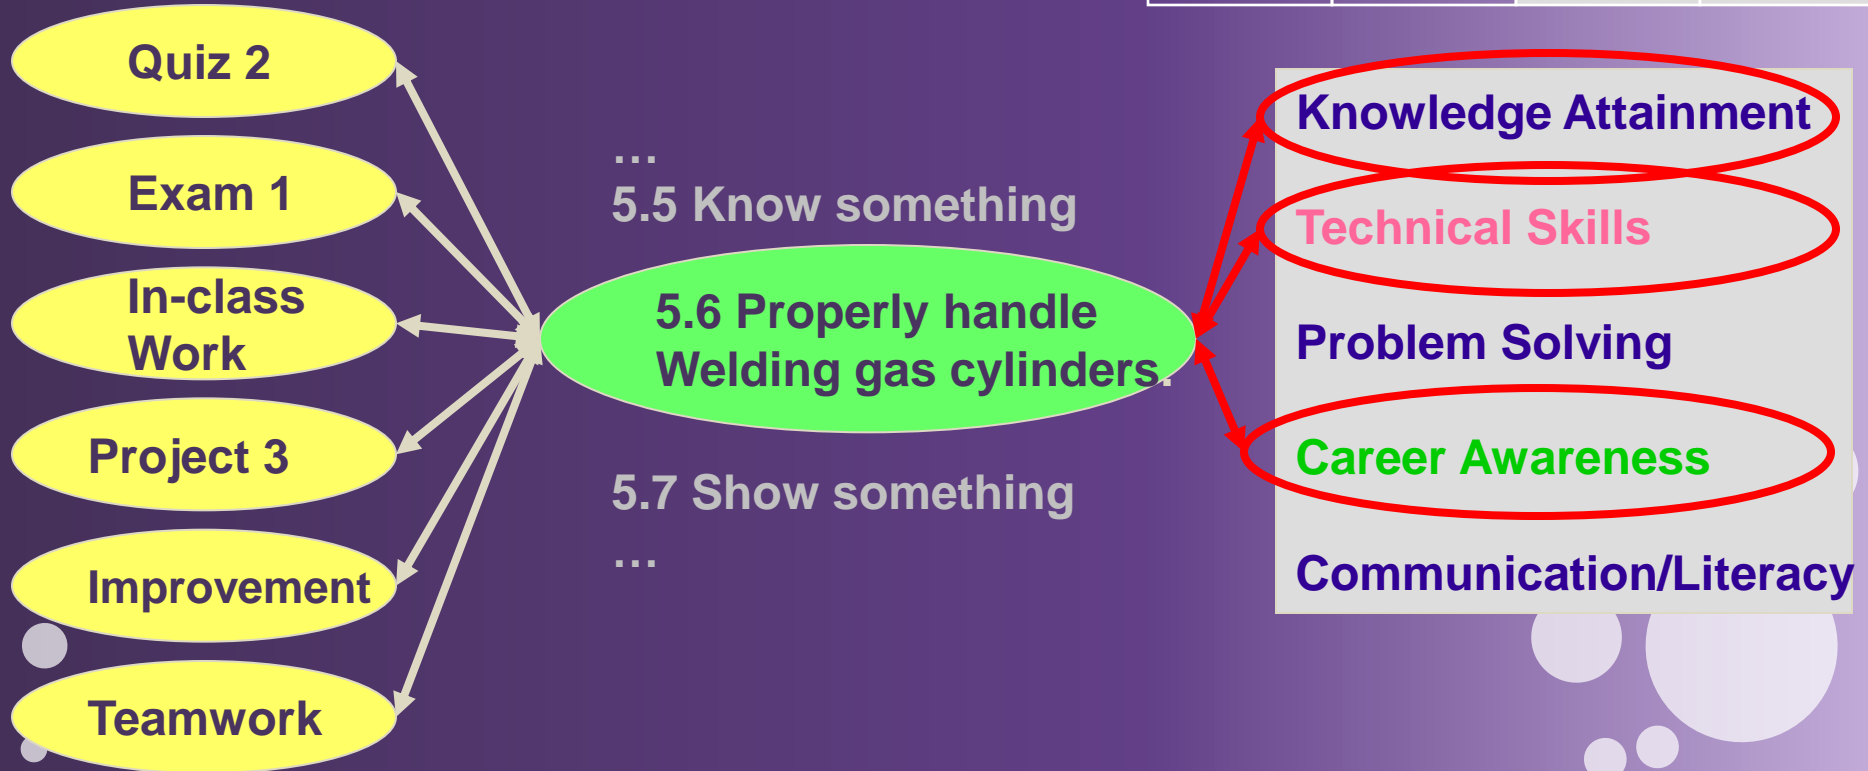 Quiz 2
Exam 1
In-class
Work
Project 3
Improvement
Teamwork
…
5.5 Know something
5.6 Properly handle
Welding gas cylinders.
5.7 Show something
…
Knowledge Attainment
Technical Skills
Problem Solving
Career Awareness
Communication/Literacy